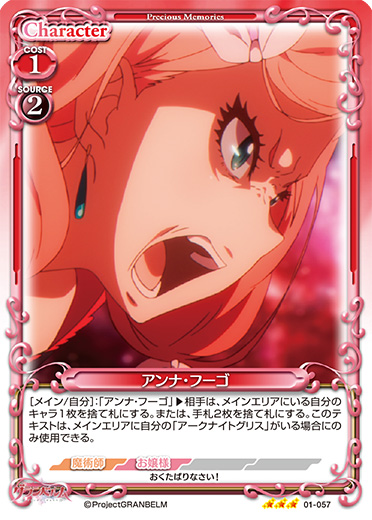 Precious Memories
Character
COST
1
SOURCE
2
アンナ・フーゴ
[メイン/自分]:「アンナ・フーゴ」▶相手は、メインエリアにいる自分の
キャラ1枚を捨て札にする。または、手札2枚を捨て札にする。このテ
キストは、メインエリアに自分の「アークナイトグリス」がいる場合にの
み使用できる。
魔術師 お嬢様
おくたばりなさい!
グランベルム
©ProjectGRANBELM
01-057